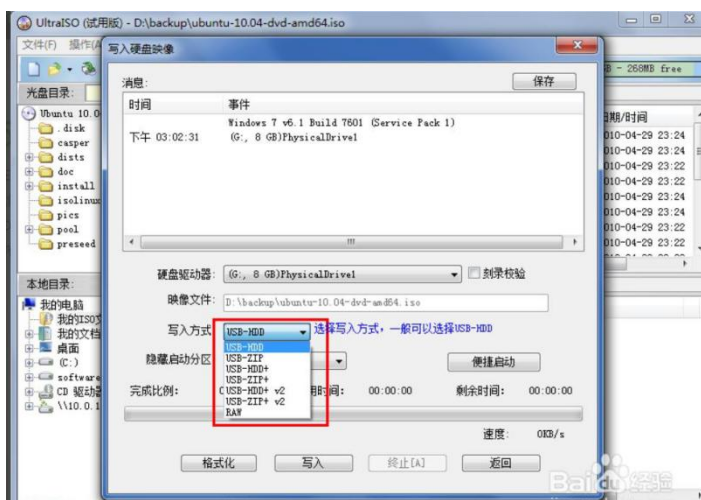 UltraISO (试用版) - D:\backup\ubuntu-10.04-dvd-amd64.iso
文件(F) 操作(A
写入硬盘映像
B - 268MB free
光盘目录:
消息:
保存
时间 事件
Windows 7 v6.1 Build 7601 (Service Pack 1)
下午 03:02:31 (G:, 8 GB)PhysicalDrive1
Ubuntu 10.0
.disk
casper
dists
doc
install
isolinux
pics
pool
preseed
期/时间
010-04-29 23:24
010-04-29 23:24
010-04-29 23:22
010-04-29 23:22
010-04-29 23:24
010-04-29 23:24
010-04-29 23:22
010-04-29 23:22
硬盘驱动器: (G:, 8 GB)PhysicalDrive1 刻录校验
本地目录:
映像文件: D:\backup\ubuntu-10.04-dvd-amd64.iso
我的电脑
我的ISO文
我的文档
桌面
(C:)
software
CD 驱动器
\\10.0.1
写入方式 USB-HDD 选择写入方式，一般可以选择USB-HDD
USB-HDD
USB-ZIP
USB-HDD+
USB-ZIP+
USB-HDD+ v2
USB-ZIP+ v2
RAW
隐藏启动分区 便捷启动
完成比例: 用时间: 00:00:00 剩余时间: 00:00:00
速度: 0KB/s
格式化 写入 终止[A] 返回
Baidu 经验